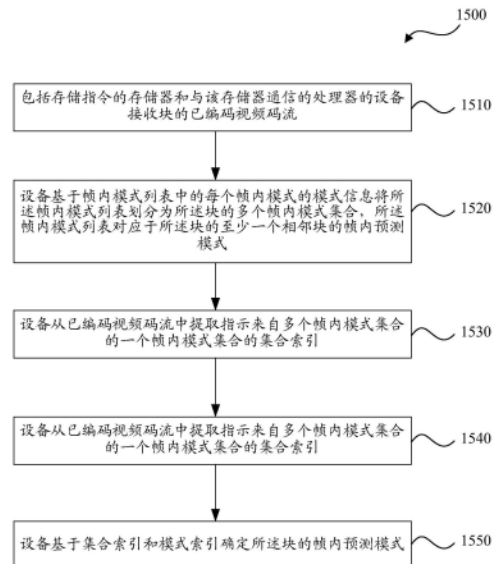 1500
包括存储指令的存储器和与该存储器通信的处理器的设备
接收块的已编码视频码流
1510
设备基于帧内模式列表中的每个帧内模式的模式信息将所
述帧内模式列表划分为所述块的多个帧内模式集合，所述
帧内模式列表对应于所述块的至少一个相邻块的帧内预测
模式
1520
设备从已编码视频码流中提取指示来自多个帧内模式集合
的一个帧内模式集合的集合索引
1530
设备从已编码视频码流中提取指示来自多个帧内模式集合
的一个帧内模式集合的集合索引
1540
设备基于集合索引和模式索引确定所述块的帧内预测模式
1550